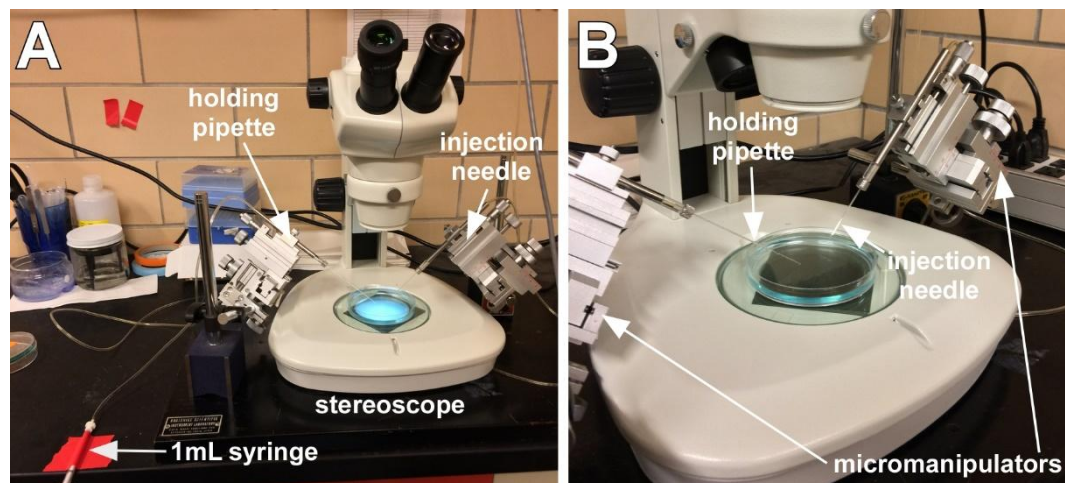 A
holding
pipette
injection
needle
stereoscope
1mL syringe
B
holding
pipette
injection
needle
micromanipulators